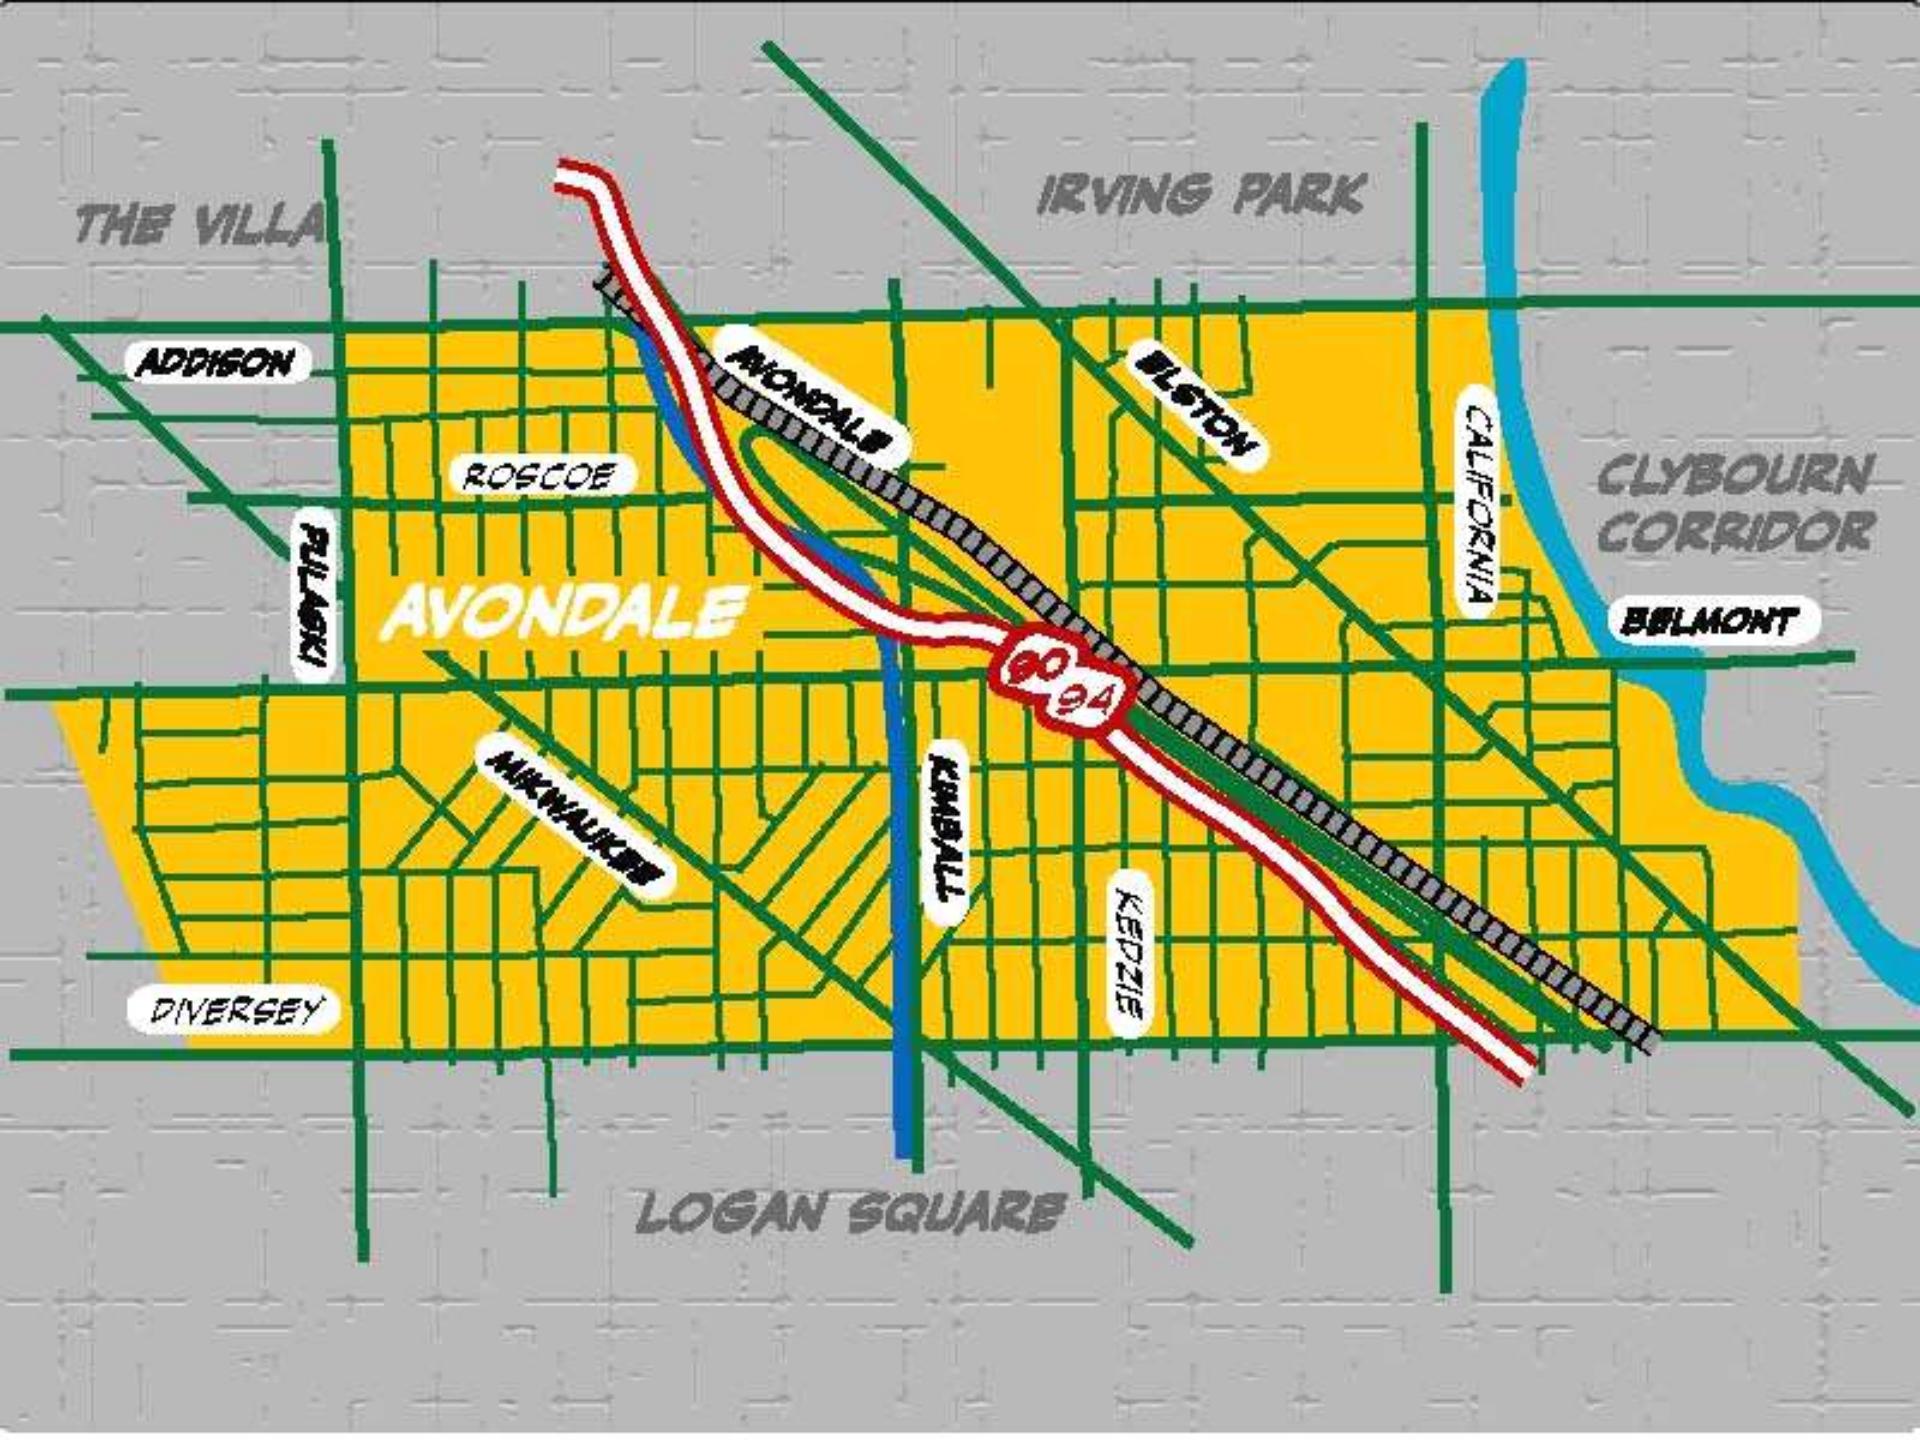 IRVING PARK
THE VILLA
ADDISON
AVONDALE
ELSTON
CALIFORNIA
ROSCOE
CLYBOURN
CORRIDOR
PULASKI
AVONDALE
BELMONT
90
94
MIKWAUKEE
KIMBALL
KEDZIE
DIVERSEY
LOGAN SQUARE